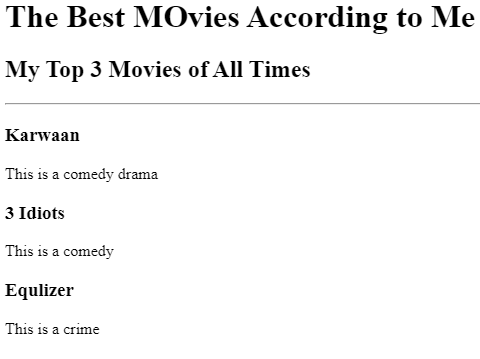 The Best MOvies According to Me
My Top 3 Movies of All Times
Karwaan
This is a comedy drama
3 Idiots
This is a comedy
Equlizer
This is a crime